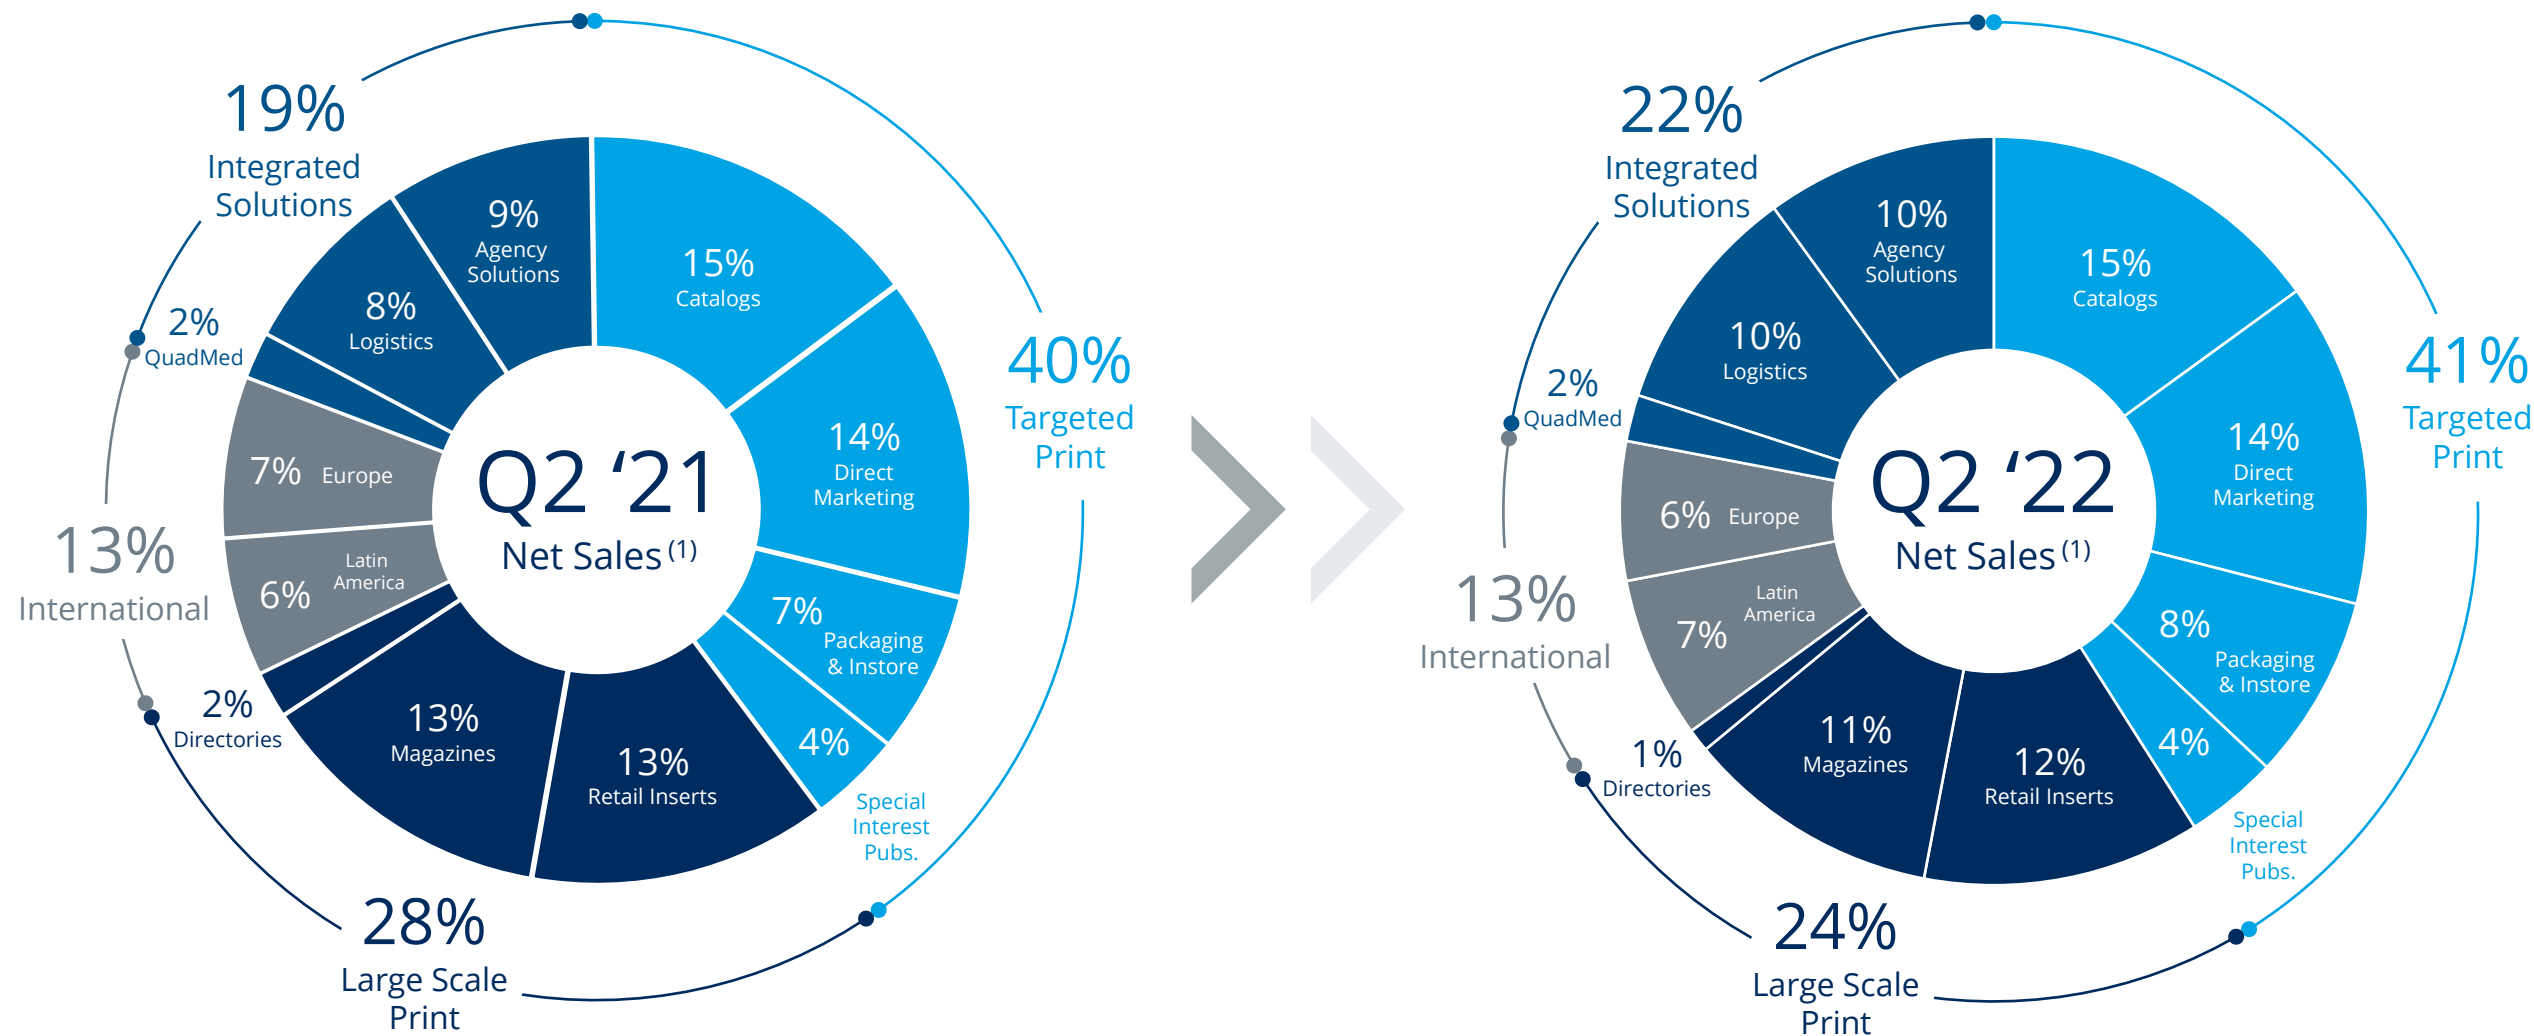 19%
Integrated
Solutions
9%
Agency
Solutions
15%
Catalogs
8%
Logistics
2%
QuadMed
40%
Targeted
Print
14%
Direct
Marketing
7% Europe
Q2 ‘21
Net Sales (1)
13%
International
Latin
America
6%
7%
Packaging
& Instore
2%
Directories
13%
Magazines
13%
Retail Inserts
4%
Special
Interest
Pubs.
28%
Large Scale
Print
22%
Integrated
Solutions
10%
Agency
Solutions
15%
Catalogs
10%
Logistics
2%
QuadMed
41%
Targeted
Print
14%
Direct
Marketing
6% Europe
Q2 ‘22
Net Sales (1)
13%
International
Latin
America
7%
8%
Packaging
& Instore
1%
Directories
11%
Magazines
12%
Retail Inserts
4%
Special
Interest
Pubs.
24%
Large Scale
Print